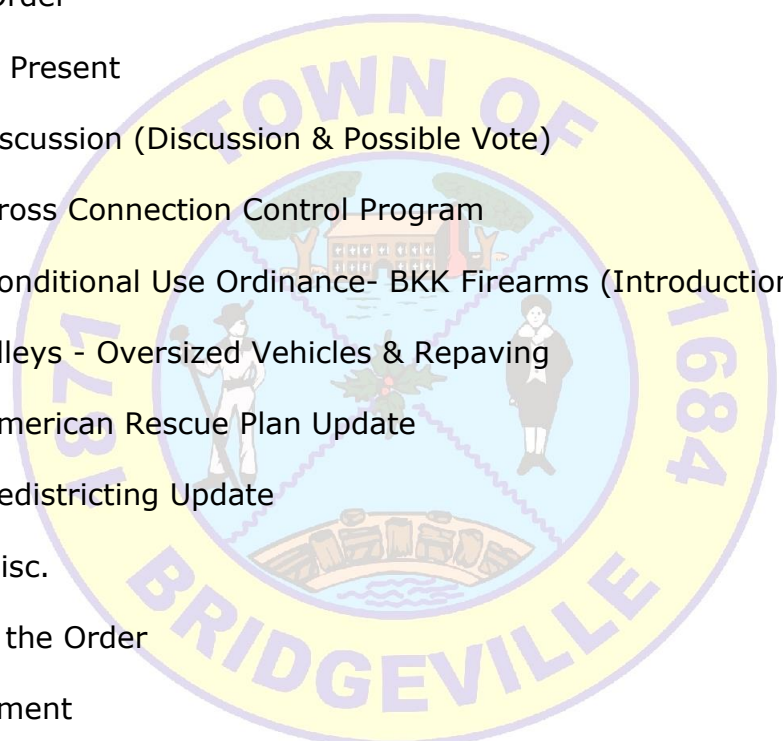 Order
Present
iscussion (Discussion & Possible Vote)
ross Connection Control Program
onditional Use Ordinance- BKK Firearms (Introduction
lleys - Oversized Vehicles & Repaving
merican Rescue Plan Update
edistricting Update
isc.
the Order
ment
TOWN OF
1871
1684
BRIDGEVILLE